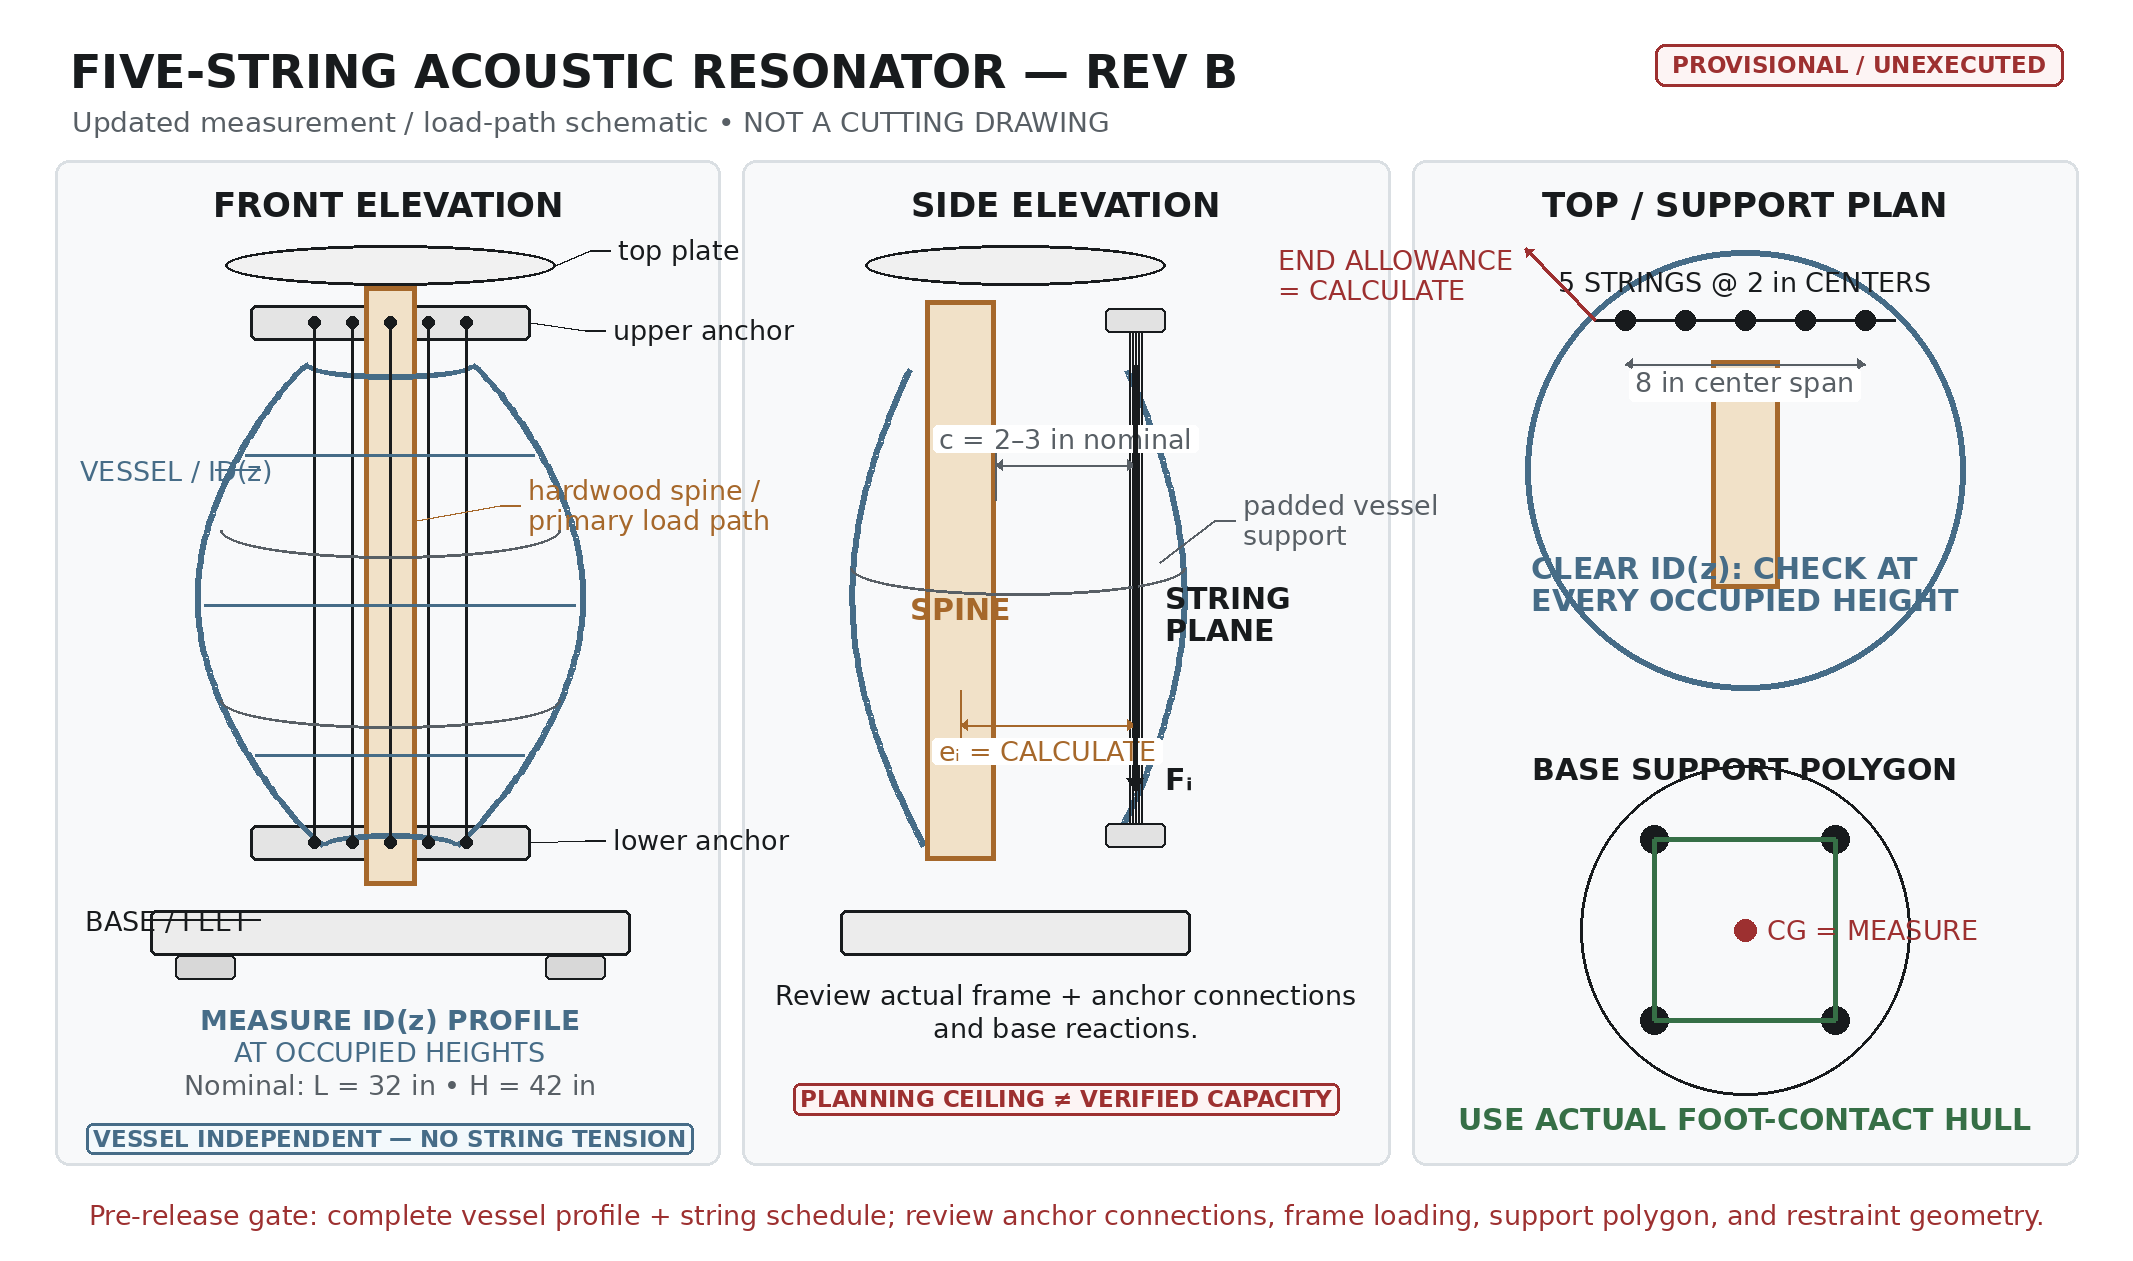 FIVE-STRING ACOUSTIC RESONATOR — REV B
PROVISIONAL / UNEXECUTED
Updated measurement / load-path schematic • NOT A CUTTING DRAWING
FRONT ELEVATION
top plate
upper anchor
VESSEL / ID(z)
hardwood spine /
primary load path
lower anchor
BASE / FEET
MEASURE ID(z) PROFILE
AT OCCUPIED HEIGHTS
Nominal: L = 32 in • H = 42 in
VESSEL INDEPENDENT — NO STRING TENSION
SIDE ELEVATION
c = 2–3 in nominal
padded vessel
support
SPINE
STRING
PLANE
eᵢ = CALCULATE
Fᵢ
Review actual frame + anchor connections
and base reactions.
PLANNING CEILING ≠ VERIFIED CAPACITY
TOP / SUPPORT PLAN
END ALLOWANCE
= CALCULATE
5 STRINGS @ 2 in CENTERS
8 in center span
CLEAR ID(z): CHECK AT
EVERY OCCUPIED HEIGHT
BASE SUPPORT POLYGON
CG = MEASURE
USE ACTUAL FOOT-CONTACT HULL
Pre-release gate: complete vessel profile + string schedule; review anchor connections, frame loading, support polygon, and restraint geometry.